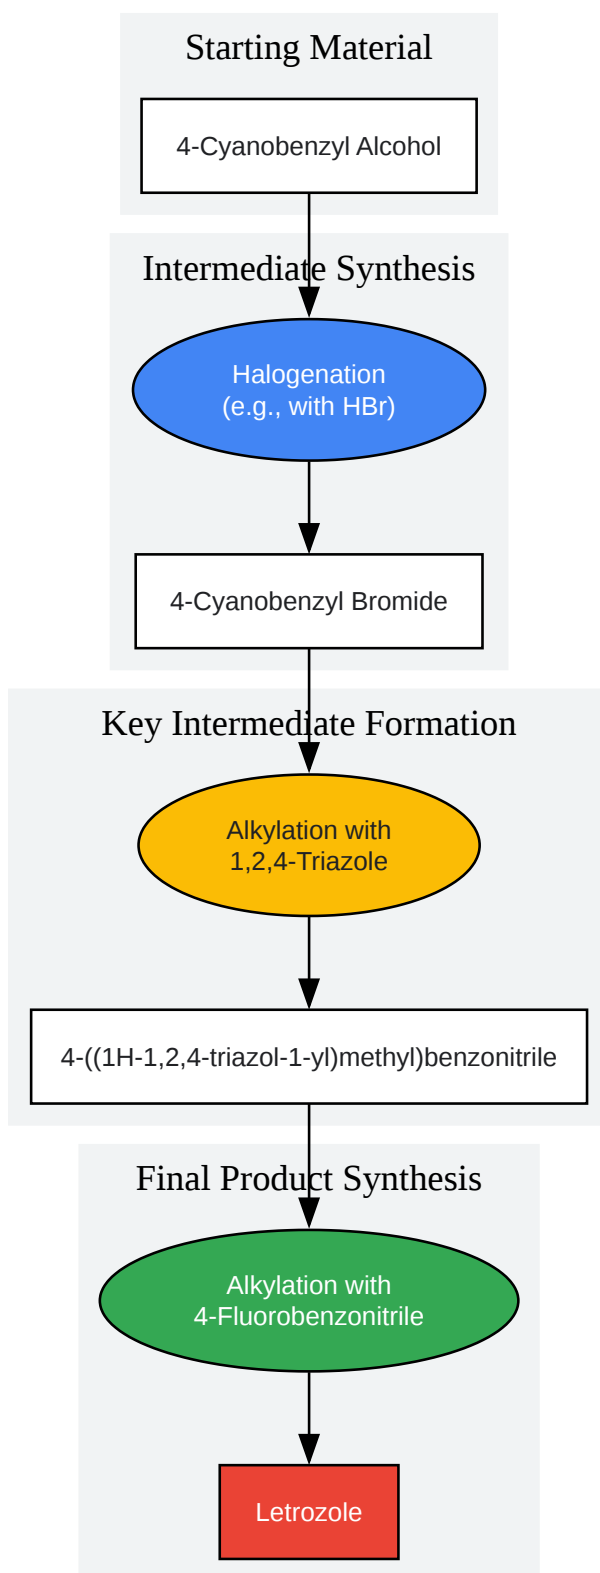 Starting Material
4-Cyanobenzyl Alcohol
Intermediate Synthesis
Halogenation
(e.g., with HBr)
4-Cyanobenzyl Bromide
Key Intermediate Formation
Alkylation with
1,2,4-Triazole
4-((1H-1,2,4-triazol-1-yl)methyl)benzonitrile
Final Product Synthesis
Alkylation with
4-Fluorobenzonitrile
Letrozole